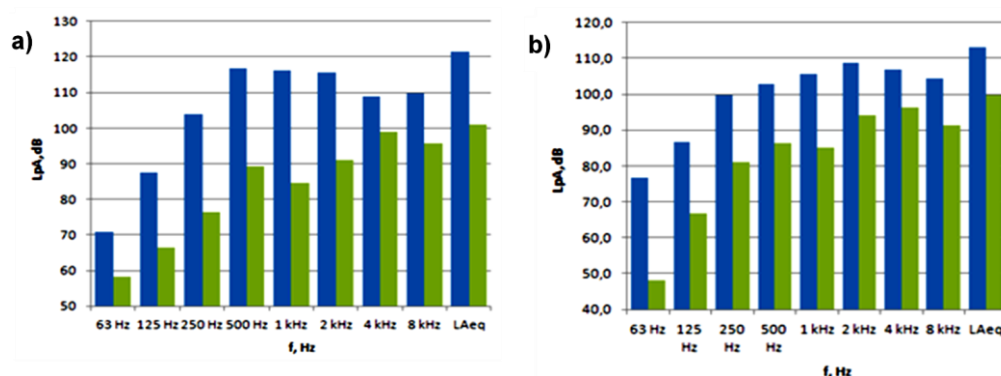 a)
130
120
110
100
90
80
70
60
50
LpA,dB
63 Hz 125 Hz 250 Hz 500 Hz 1 kHz 2 kHz 4 kHz 8 kHz LAeq
f, Hz
b)
120,0
110,0
100,0
90,0
80,0
70,0
60,0
50,0
40,0
LpA,dB
63 Hz 125 250 500 1 kHz 2 kHz 4 kHz 8 kHz LAeq
Hz Hz Hz
f, Hz